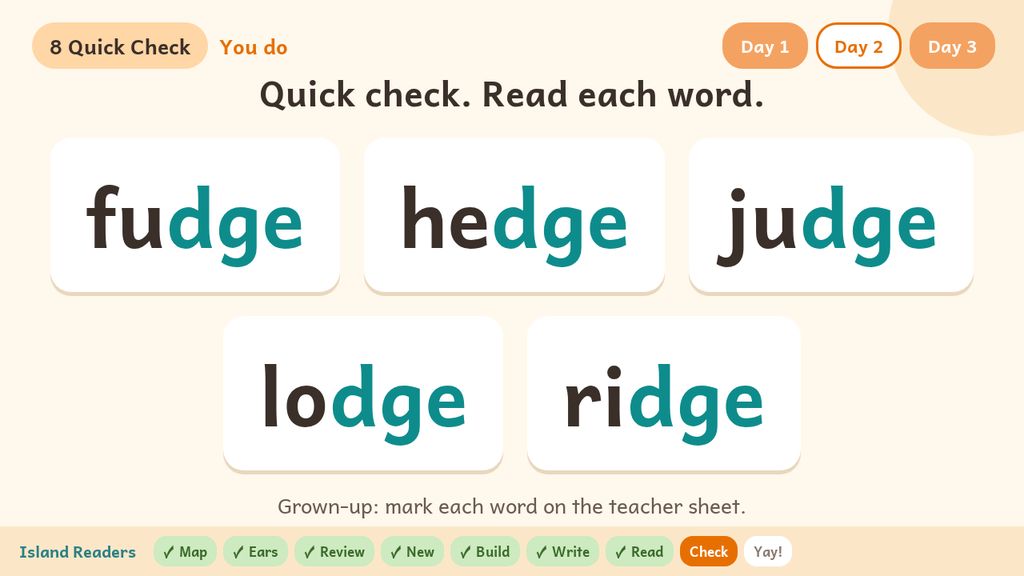 8 Quick Check You do Day 1 Day 2 Day 3
Quick check. Read each word.
fudge hedge judge
lodge ridge
Grown-up: mark each word on the teacher sheet.
Island Readers ✓ Map ✓ Ears ✓ Review ✓ New ✓ Build ✓ Write ✓ Read Check Yay!